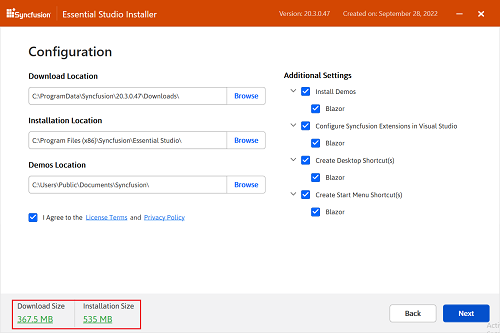 Syncfusion Essential Studio Installer Version: 20.3.0.47 Created on: September 28, 2022
Configuration
Download Location
C:\ProgramData\Syncfusion\20.3.0.47\Downloads\ Browse
Installation Location
C:\Program Files (x86)\Syncfusion\Essential Studio\ Browse
Demos Location
C:\Users\Public\Documents\Syncfusion\ Browse
I Agree to the License Terms and Privacy Policy
Additional Settings
Install Demos
Blazor
Configure Syncfusion Extensions in Visual Studio
Blazor
Create Desktop Shortcut(s)
Blazor
Create Start Menu Shortcut(s)
Blazor
Download Size Installation Size
367.5 MB 535 MB
Back Next